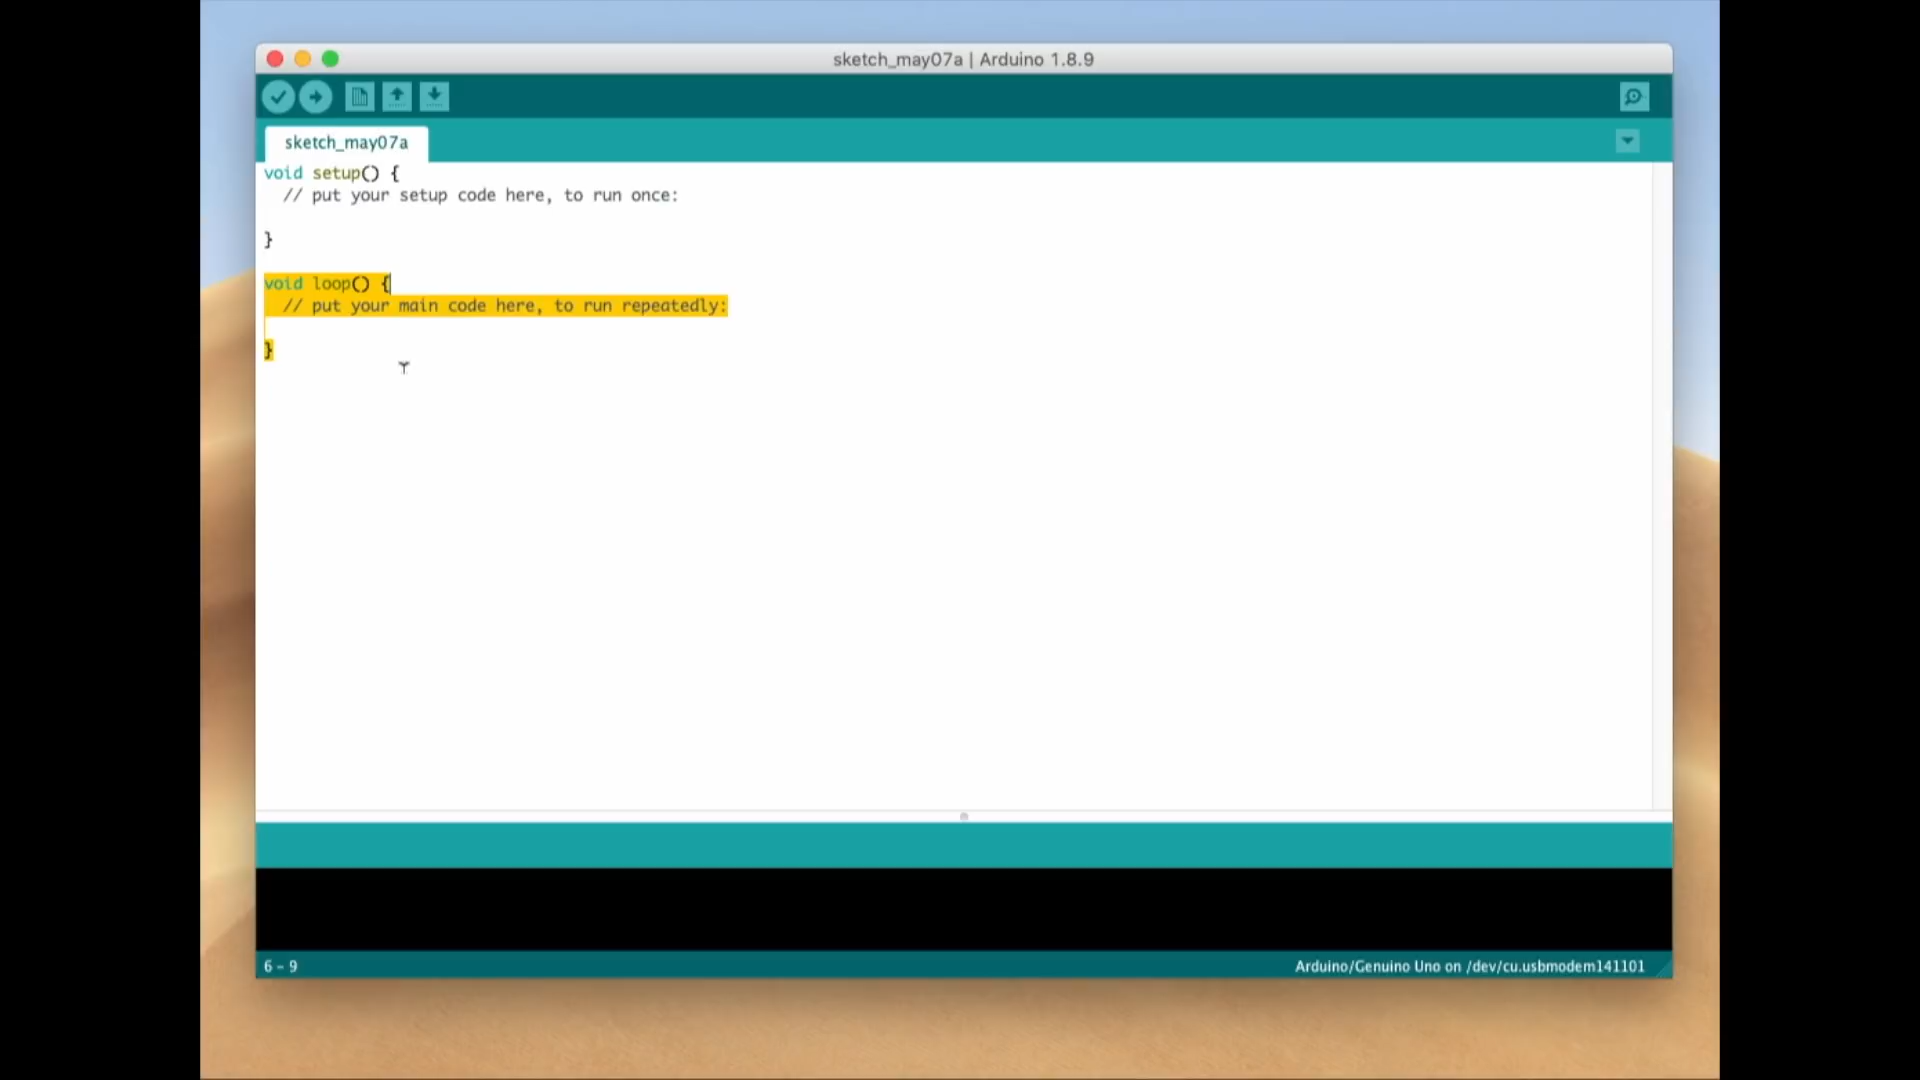 sketch_may07a | Arduino 1.8.9
sketch_may07a
void setup() {
  // put your setup code here, to run once:
}
void loop() {
  // put your main code here, to run repeatedly:
}
6 - 9
Arduino/Genuino Uno on /dev/cu.usbmodem141101